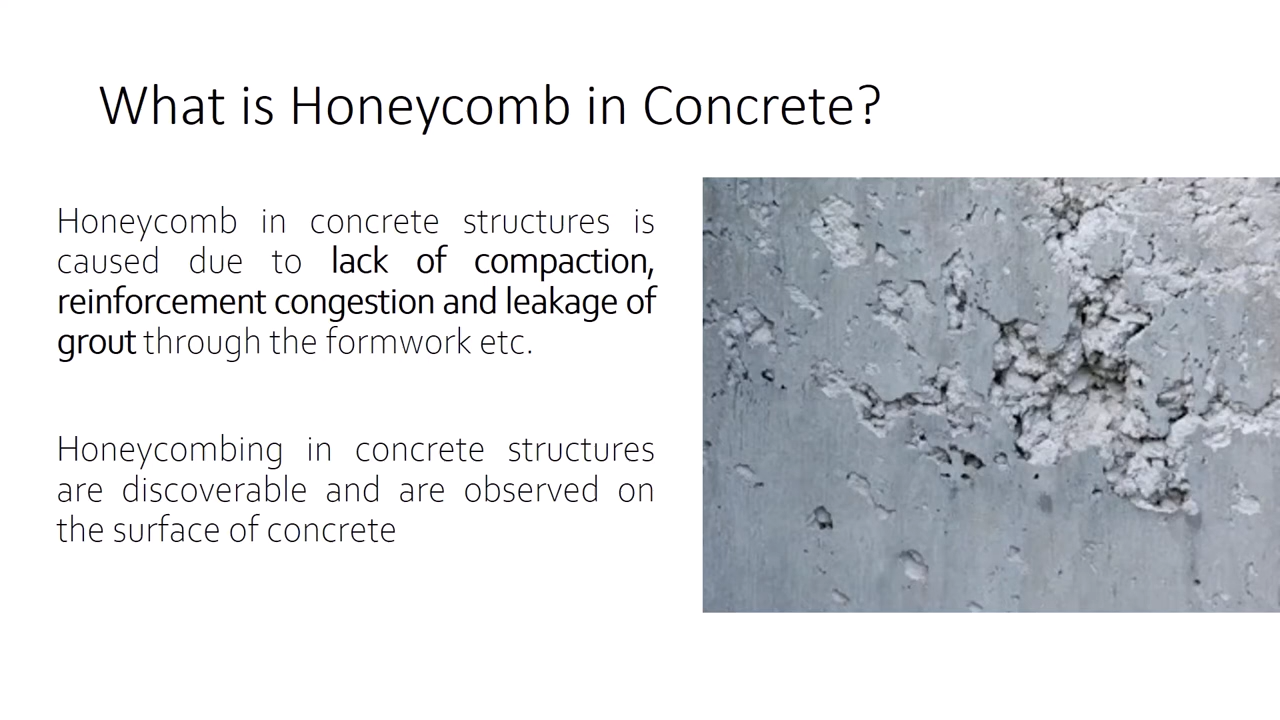 What is Honeycomb in Concrete?
Honeycomb in concrete structures is
caused due to lack of compaction,
reinforcement congestion and leakage of
grout through the formwork etc.
Honeycombing in concrete structures
are discoverable and are observed on
the surface of concrete